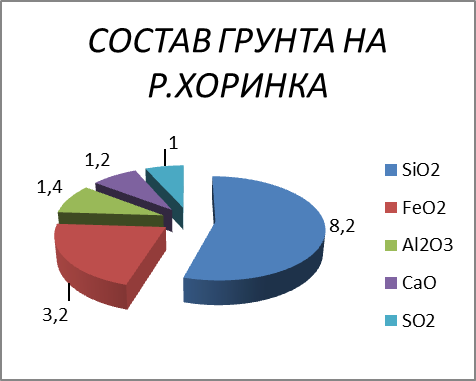 СОСТАВ ГРУНТА НА
Р.ХОРИНКА
1
1,2
1,4
8,2
3,2
SiO2
FeO2
Al2O3
CaO
SO2